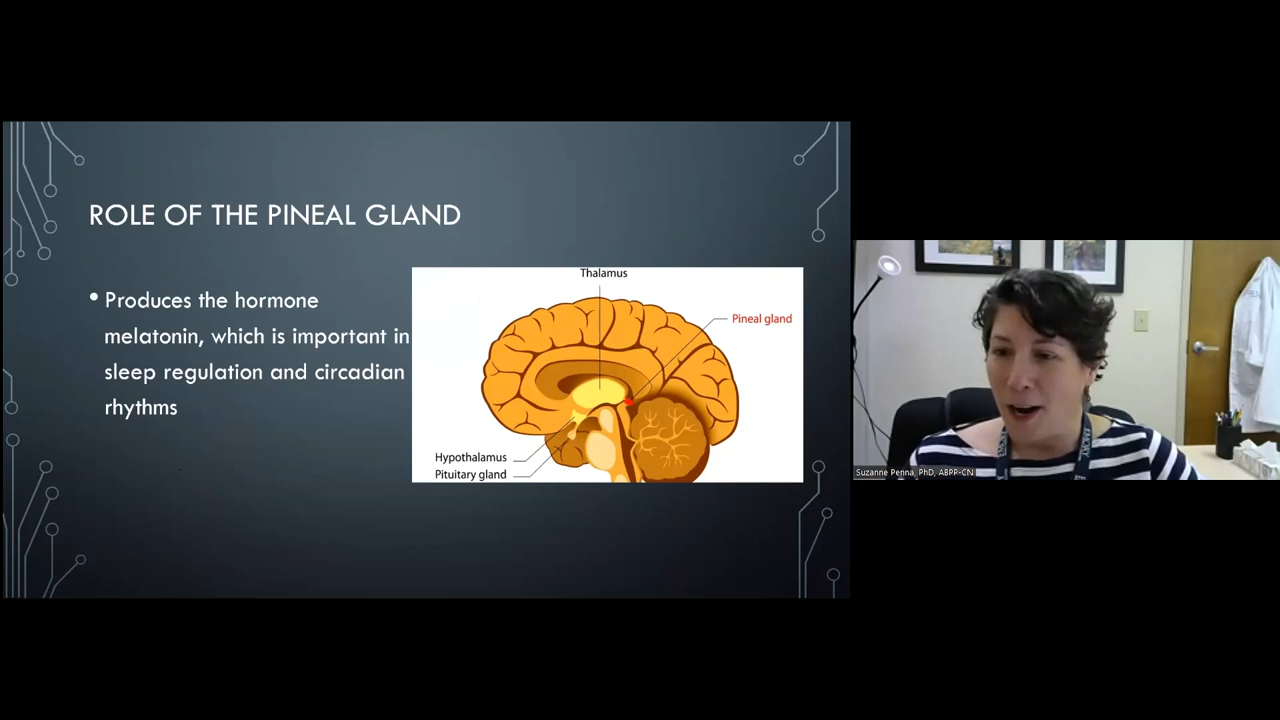 ROLE OF THE PINEAL GLAND
• Produces the hormone
melatonin, which is important in
sleep regulation and circadian
rhythms
Thalamus
Pineal gland
Hypothalamus
Pituitary gland
Suzanne Penna, PhD, ABPP-CN
EMORY